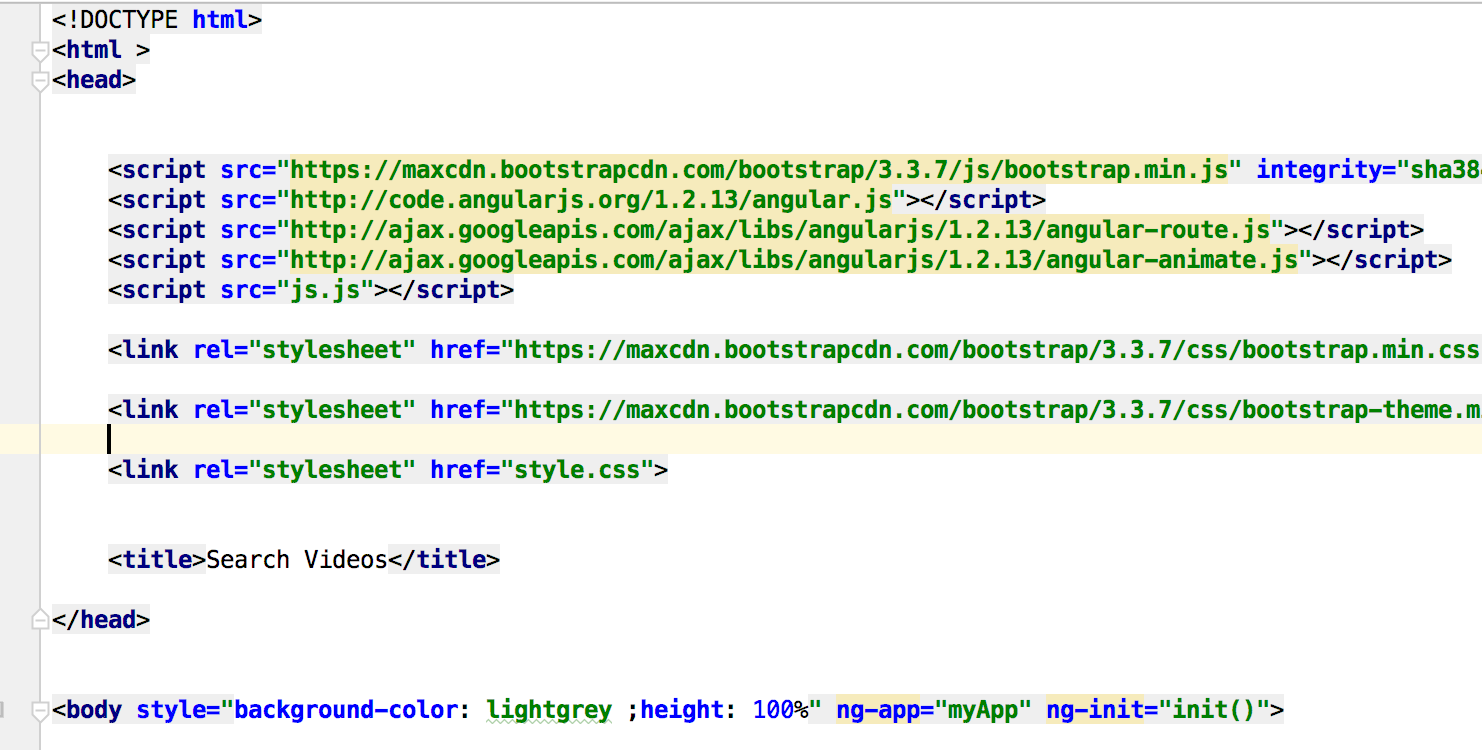 <!DOCTYPE html>
<html >
<head>
<script src="https://maxcdn.bootstrapcdn.com/bootstrap/3.3.7/js/bootstrap.min.js" integrity="sha38
<script src="http://code.angularjs.org/1.2.13/angular.js"></script>
<script src="http://ajax.googleapis.com/ajax/libs/angularjs/1.2.13/angular-route.js"></script>
<script src="http://ajax.googleapis.com/ajax/libs/angularjs/1.2.13/angular-animate.js"></script>
<script src="js.js"></script>
<link rel="stylesheet" href="https://maxcdn.bootstrapcdn.com/bootstrap/3.3.7/css/bootstrap.min.css
<link rel="stylesheet" href="https://maxcdn.bootstrapcdn.com/bootstrap/3.3.7/css/bootstrap-theme.m
<link rel="stylesheet" href="style.css">
<title>Search Videos</title>
</head>
<body style="background-color: lightgrey ;height: 100%" ng-app="myApp" ng-init="init()">